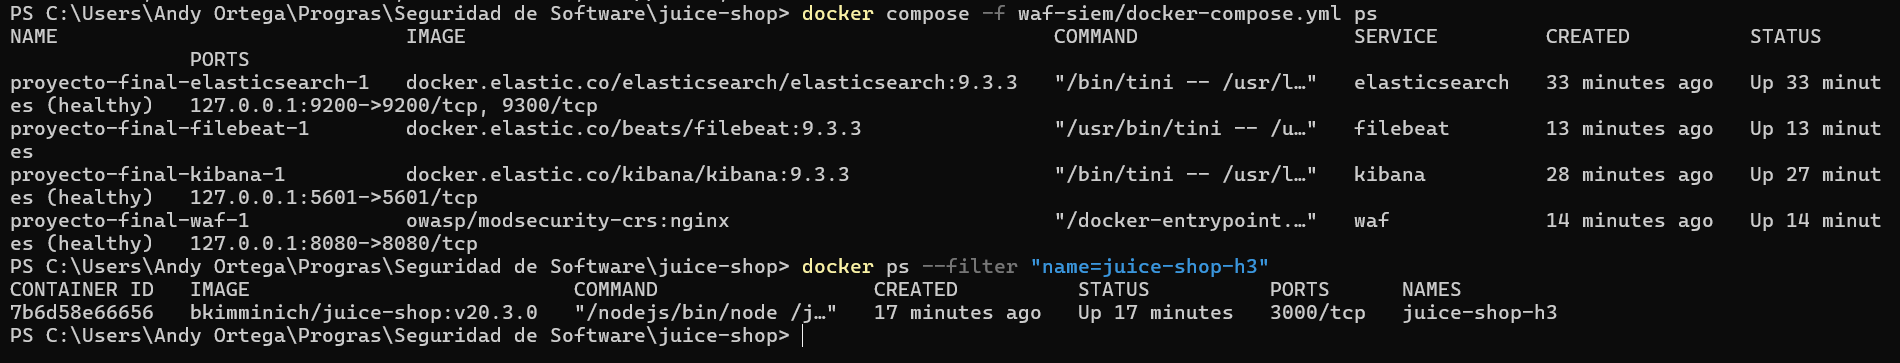 PS C:\Users\Andy Ortega\Progras\Seguridad de Software\juice-shop> docker compose -f waf-siem/docker-compose.yml ps
NAME                             IMAGE                                                 COMMAND                  SERVICE         CREATED          STATUS
               PORTS
proyecto-final-elasticsearch-1   docker.elastic.co/elasticsearch/elasticsearch:9.3.3   "/bin/tini -- /usr/l…"   elasticsearch   33 minutes ago   Up 33 minut
es (healthy)   127.0.0.1:9200->9200/tcp, 9300/tcp
proyecto-final-filebeat-1        docker.elastic.co/beats/filebeat:9.3.3                "/usr/bin/tini -- /u…"   filebeat        13 minutes ago   Up 13 minut
es
proyecto-final-kibana-1          docker.elastic.co/kibana/kibana:9.3.3                 "/bin/tini -- /usr/l…"   kibana          28 minutes ago   Up 27 minut
es (healthy)   127.0.0.1:5601->5601/tcp
proyecto-final-waf-1             owasp/modsecurity-crs:nginx                           "/docker-entrypoint.…"   waf             14 minutes ago   Up 14 minut
es (healthy)   127.0.0.1:8080->8080/tcp
PS C:\Users\Andy Ortega\Progras\Seguridad de Software\juice-shop> docker ps --filter "name=juice-shop-h3"
CONTAINER ID   IMAGE                           COMMAND                  CREATED          STATUS          PORTS      NAMES
7b6d58e66656   bkimminich/juice-shop:v20.3.0   "/nodejs/bin/node /j…"   17 minutes ago   Up 17 minutes   3000/tcp   juice-shop-h3
PS C:\Users\Andy Ortega\Progras\Seguridad de Software\juice-shop>